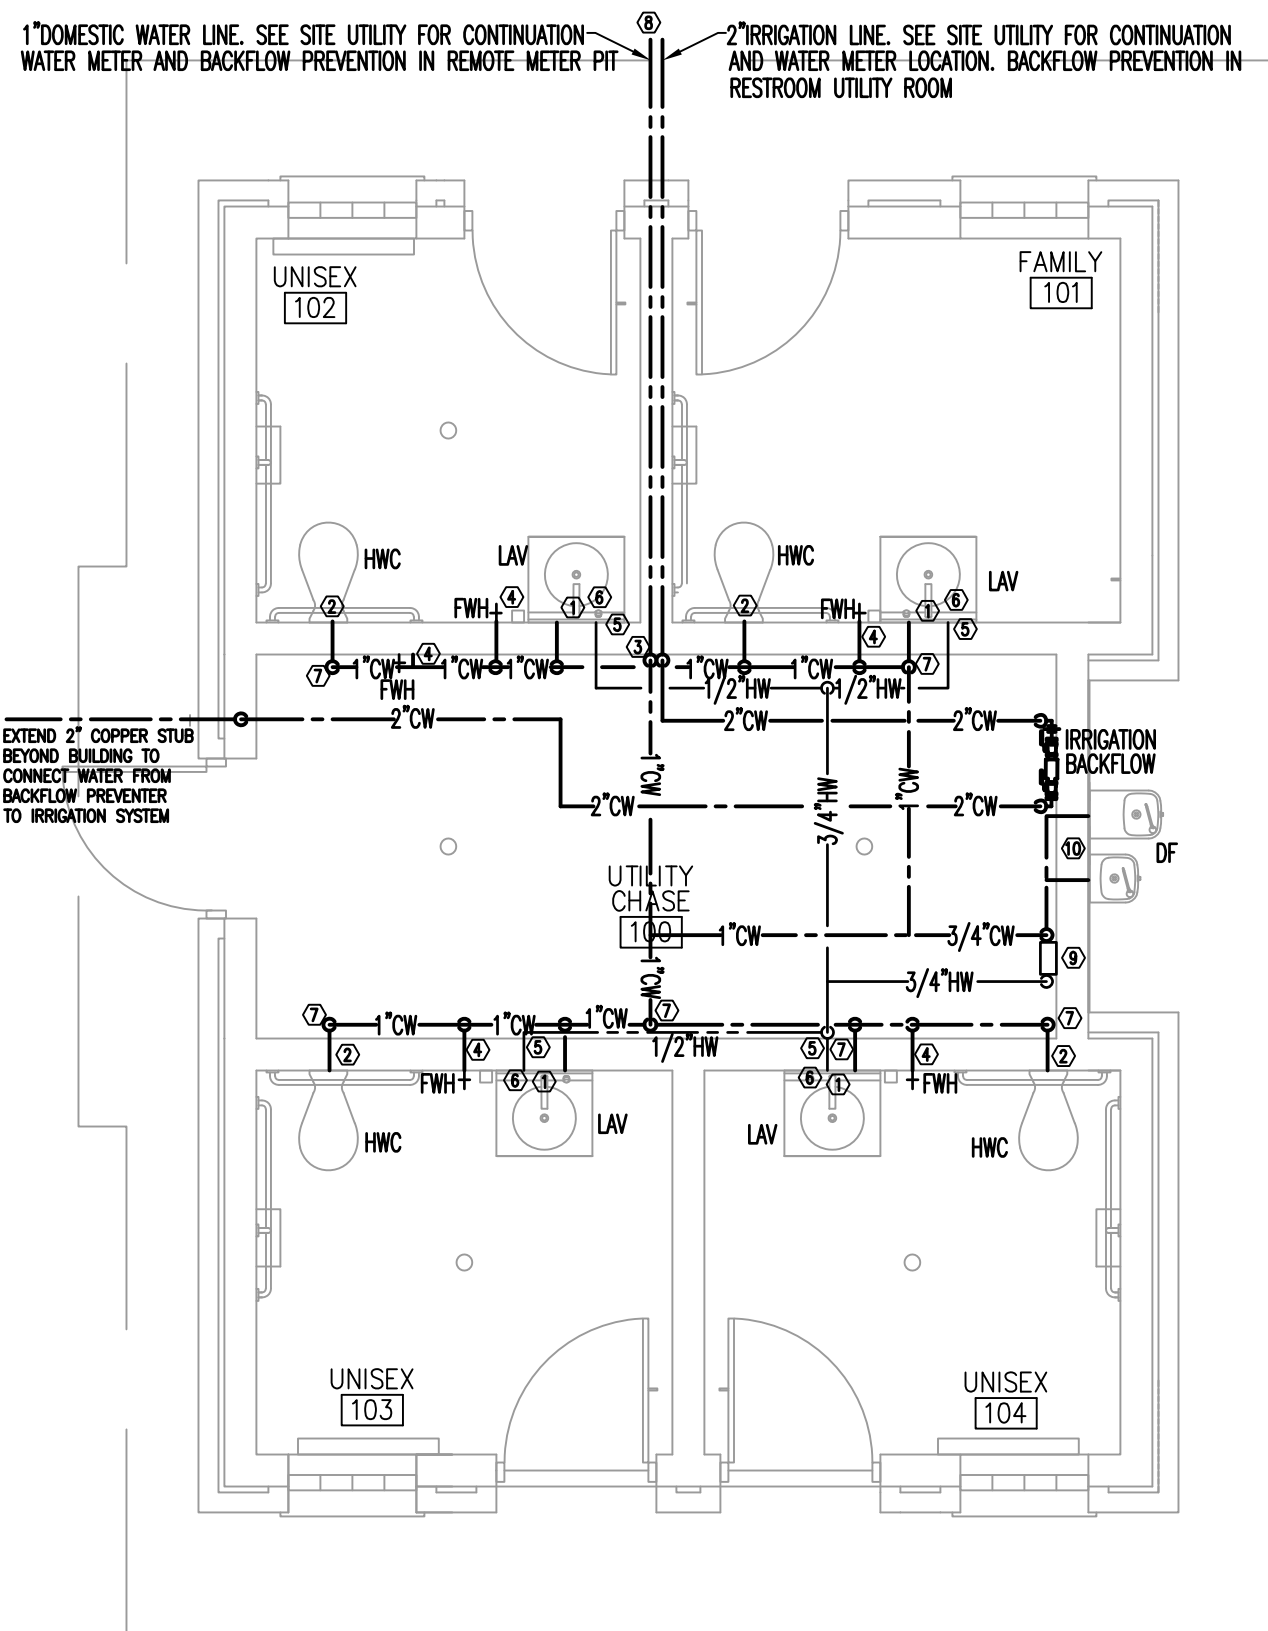 8
1"DOMESTIC WATER LINE. SEE SITE UTILITY FOR CONTINUATION
WATER METER AND BACKFLOW PREVENTION IN REMOTE METER PIT
2"IRRIGATION LINE. SEE SITE UTILITY FOR CONTINUATION
AND WATER METER LOCATION. BACKFLOW PREVENTION IN
RESTROOM UTILITY ROOM
UNISEX
102
FAMILY
101
HWC
LAV
HWC
LAV
2
FWH
4
1
6
5
2
FWH
1
6
5
4
3
7
1"CW
4
1"CW
1"CW
FWH
1"CW
1"CW
7
1/2"HW
1/2"HW
2"CW
2"CW
2"CW
EXTEND 2" COPPER STUB
BEYOND BUILDING TO
CONNECT WATER FROM
BACKFLOW PREVENTER
TO IRRIGATION SYSTEM
IRRIGATION
BACKFLOW
1"CW
3/4"HW
1"CW
2"CW
2"CW
10
DF
UTILITY
CHASE
100
1"CW
3/4"CW
9
1"CW
3/4"HW
7
1"CW
1"CW
1"CW
7
7
1/2"HW
2
4
5
5
7
4
2
FWH
6
1
6
1
FWH
HWC
LAV
LAV
HWC
UNISEX
103
UNISEX
104